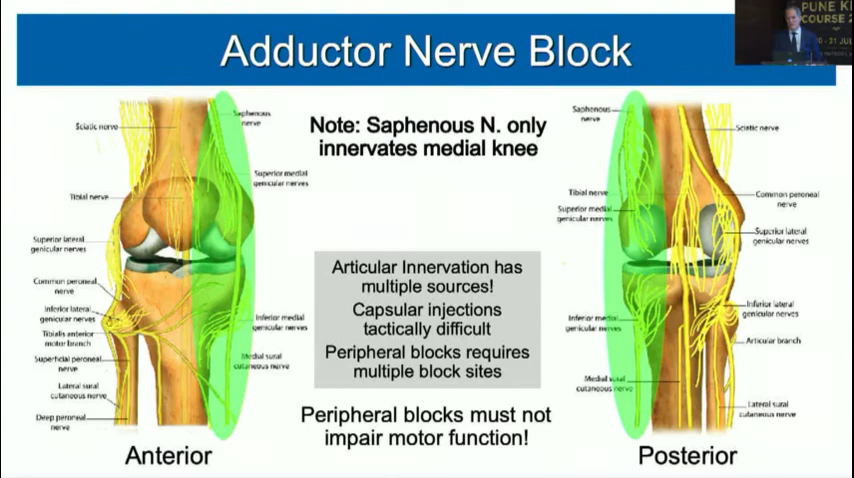 Adductor Nerve Block
PUNE KN
COURSE 2
31 JUL
Note: Saphenous N. only
innervates medial knee
Saphenous
nerve
Sciatic nerve
Superior medial
genicular nerves
Tibial nerve
Superior lateral
genicular nerves
Common peroneal
nerve
Inferior lateral
genicular nerves
Tibialis anterior
motor branch
Superficial peroneal
nerve
Lateral sural
cutaneous nerve
Deep peroneal
nerve
Inferior medial
genicular nerves
Medial sural
cutaneous nerve
Anterior
Articular Innervation has
multiple sources!
Capsular injections
tactically difficult
Peripheral blocks requires
multiple block sites
Peripheral blocks must not
impair motor function!
Saphenous
nerve
Sciatic nerve
Tibial nerve
Superior medial
genicular nerves
Common peroneal
nerve
Superior lateral
genicular nerves
Inferior medial
genicular nerves
Inferior lateral
genicular nerves
Articular branch
Medial sural
cutaneous nerve
Lateral sural
cutaneous nerve
Posterior